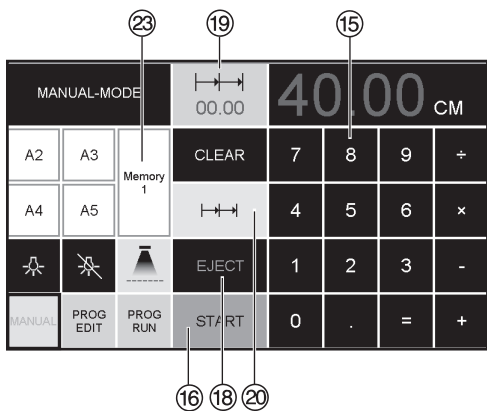 23 19 15
MANUAL-MODE 00.00 40.00 CM
A2 A3 Memory 1 CLEAR 7 8 9 ÷
A4 A5 4 5 6 ×
EJECT 1 2 3 -
MANUAL PROG EDIT PROG RUN START 0 . = +
16 18 20